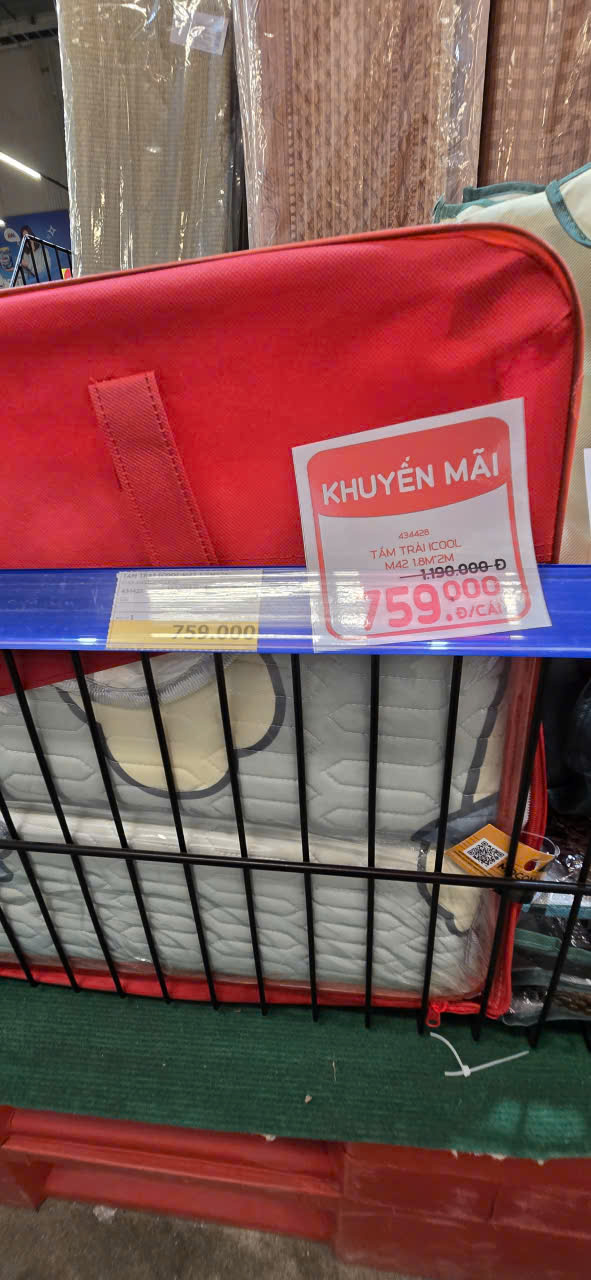 KHUYẾN MÃI
434428
TẤM TRẢI ICOOL
M42 1.8M*2M
1.190.000 Đ
759.000
Đ/CÁI
759.000